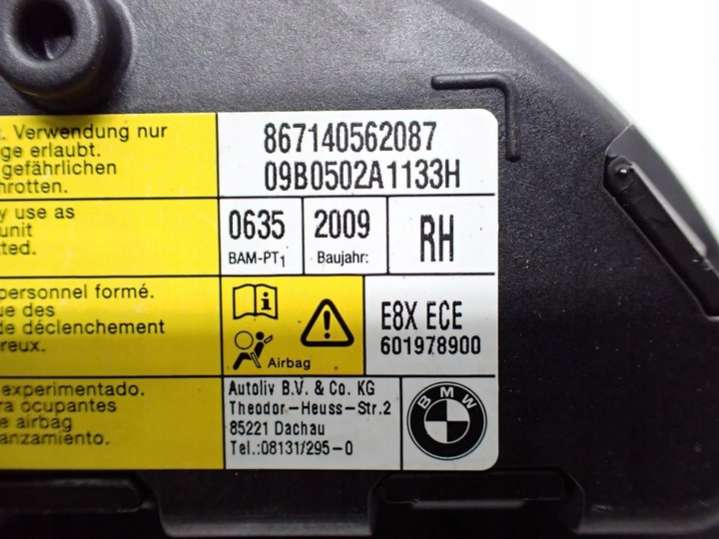 . Verwendung nur
ge erlaubt.
gefährlichen
hrotten.
867140562087
09B0502A1133H
y use as
unit
tted.
0635
BAM-PT1
2009
Baujahr:
RH
personnel formé.
ue des
de déclenchement
reux.
Airbag
E8X ECE
601978900
experimentado.
ra ocupantes
e airbag
anzamiento.
Autoliv B.V. & Co. KG
Theodor-Heuss-Str.2
85221 Dachau
Tel.:08131/295-0
BMW